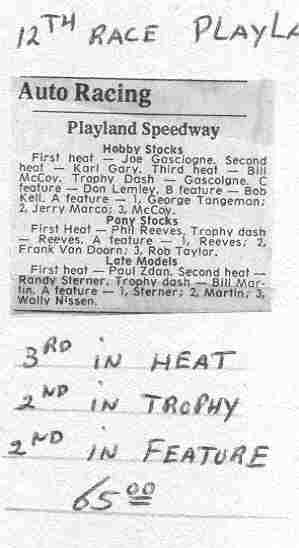 12TH RACE PLAYLA
Auto Racing
Playland Speedway
Hobby Stocks
First heat — Joe Gasciogne. Second
heat — Karl Gary. Third heat — Bill
McCoy. Trophy Dash — Gascoigne. C
feature — Don Lemley. B feature — Bob
Kell. A feature — 1, George Tangeman;
2, Jerry Marco; 3, McCoy.
Pony Stocks
First Heat — Phil Reeves. Trophy dash
— Reeves. A feature — 1, Reeves; 2,
Frank Van Doorn; 3, Rob Taylor.
Late Models
First heat — Paul Zdan. Second heat —
Randy Sterner. Trophy dash — Bill Mar-
tin. A feature — 1, Sterner; 2, Martin; 3,
Wally Nissen.
3RD IN HEAT
2ND IN TROPHY
2ND IN FEATURE
6500